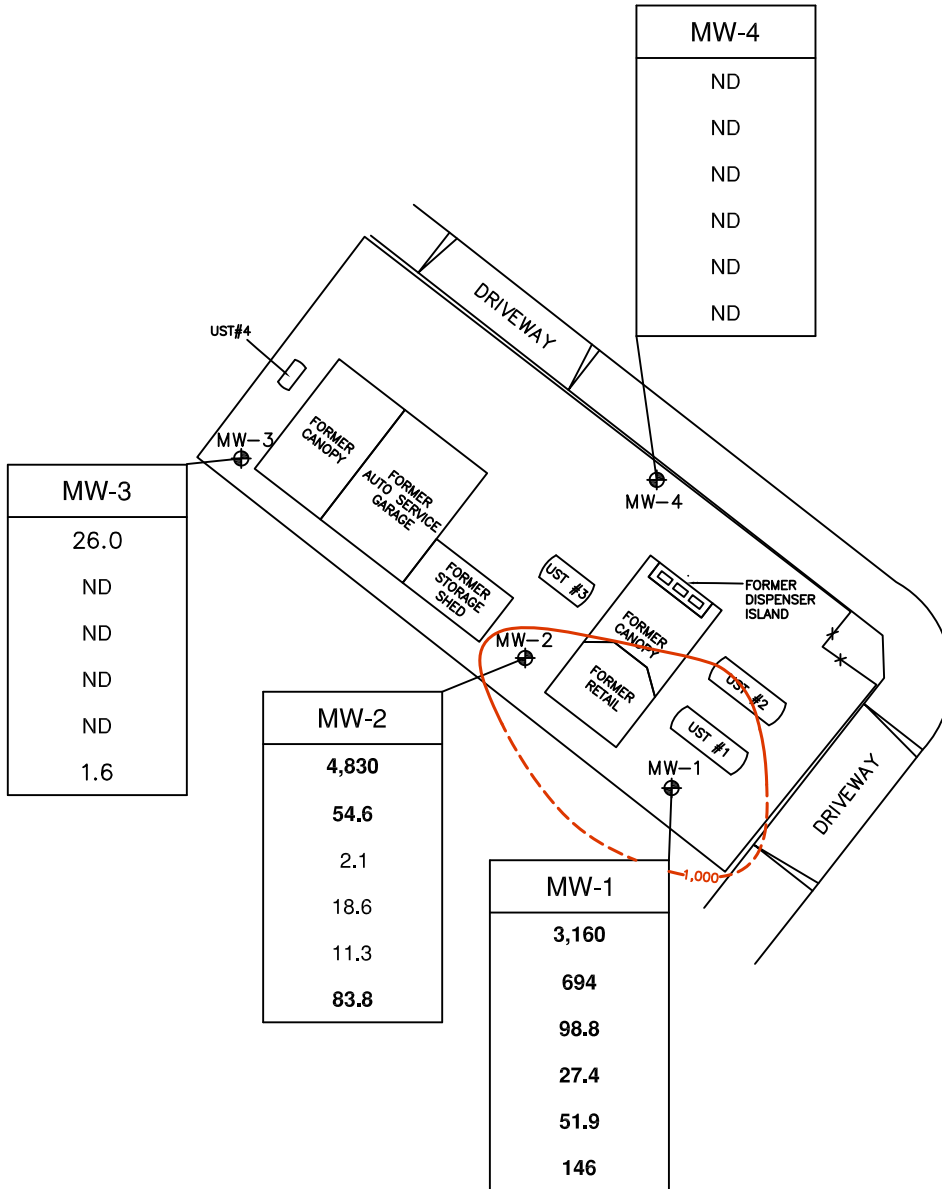 MW-4
ND
ND
ND
ND
ND
ND
DRIVEWAY
UST#4
MW-3
FORMER
CANOPY
FORMER
AUTO SERVICE
GARAGE
FORMER
STORAGE
SHED
MW-4
UST #3
FORMER
DISPENSER
ISLAND
FORMER
CANOPY
FORMER
RETAIL
MW-2
UST #2
UST #1
MW-1
DRIVEWAY
1,000
MW-3
26.0
ND
ND
ND
ND
1.6
MW-2
4,830
54.6
2.1
18.6
11.3
83.8
MW-1
3,160
694
98.8
27.4
51.9
146